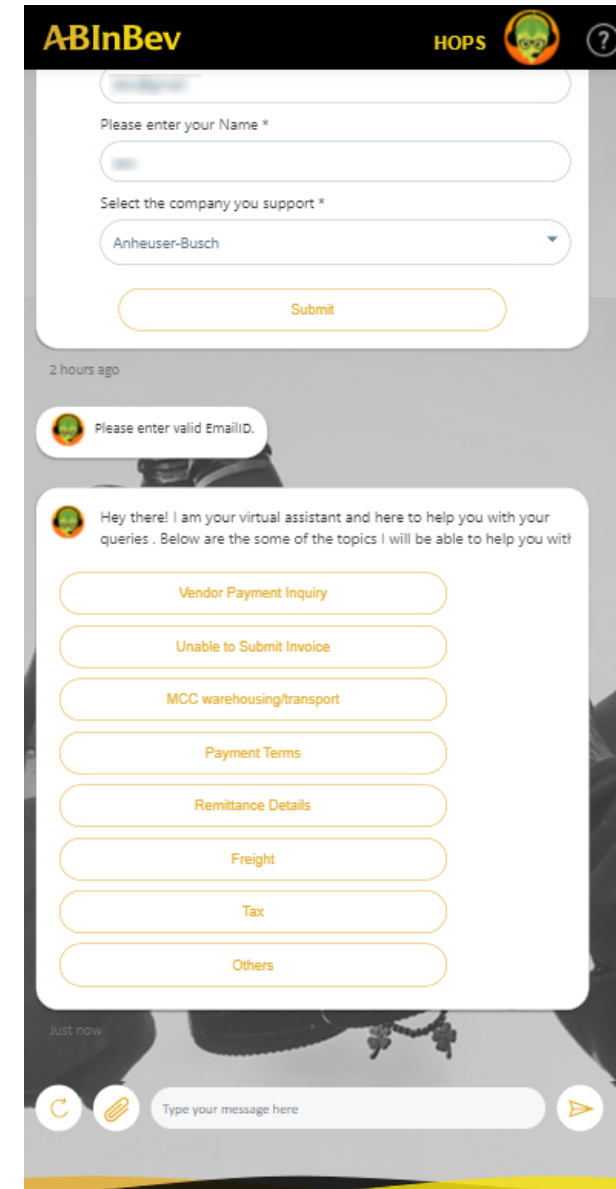 ABInBev
HOPS
?
Please enter your Name *
Select the company you support *
Anheuser-Busch
Submit
2 hours ago
Please enter valid EmailID.
Hey there! I am your virtual assistant and here to help you with your
queries . Below are the some of the topics I will be able to help you with
Vendor Payment Inquiry
Unable to Submit Invoice
MCC warehousing/transport
Payment Terms
Remittance Details
Freight
Tax
Others
Just now
Type your message here